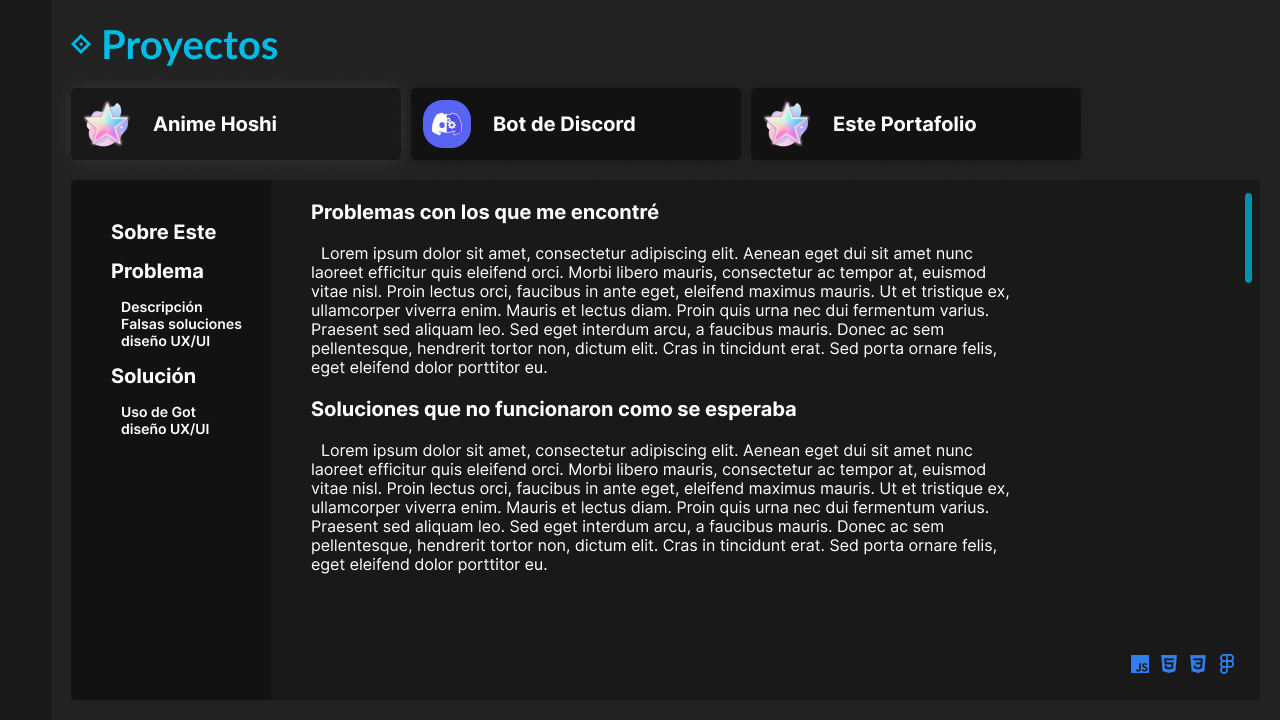 Proyectos
Anime Hoshi
Bot de Discord
Este Portafolio
Sobre Este
Problema
Descripción
Falsas soluciones
diseño UX/UI
Solución
Uso de Got
diseño UX/UI
Problemas con los que me encontré
Lorem ipsum dolor sit amet, consectetur adipiscing elit. Aenean eget dui sit amet nunc
laoreet efficitur quis eleifend orci. Morbi libero mauris, consectetur ac tempor at, euismod
vitae nisl. Proin lectus orci, faucibus in ante eget, eleifend maximus mauris. Ut et tristique ex,
ullamcorper viverra enim. Mauris et lectus diam. Proin quis urna nec dui fermentum varius.
Praesent sed aliquam leo. Sed eget interdum arcu, a faucibus mauris. Donec ac sem
pellentesque, hendrerit tortor non, dictum elit. Cras in tincidunt erat. Sed porta ornare felis,
eget eleifend dolor porttitor eu.
Soluciones que no funcionaron como se esperaba
Lorem ipsum dolor sit amet, consectetur adipiscing elit. Aenean eget dui sit amet nunc
laoreet efficitur quis eleifend orci. Morbi libero mauris, consectetur ac tempor at, euismod
vitae nisl. Proin lectus orci, faucibus in ante eget, eleifend maximus mauris. Ut et tristique ex,
ullamcorper viverra enim. Mauris et lectus diam. Proin quis urna nec dui fermentum varius.
Praesent sed aliquam leo. Sed eget interdum arcu, a faucibus mauris. Donec ac sem
pellentesque, hendrerit tortor non, dictum elit. Cras in tincidunt erat. Sed porta ornare felis,
eget eleifend dolor porttitor eu.
JS